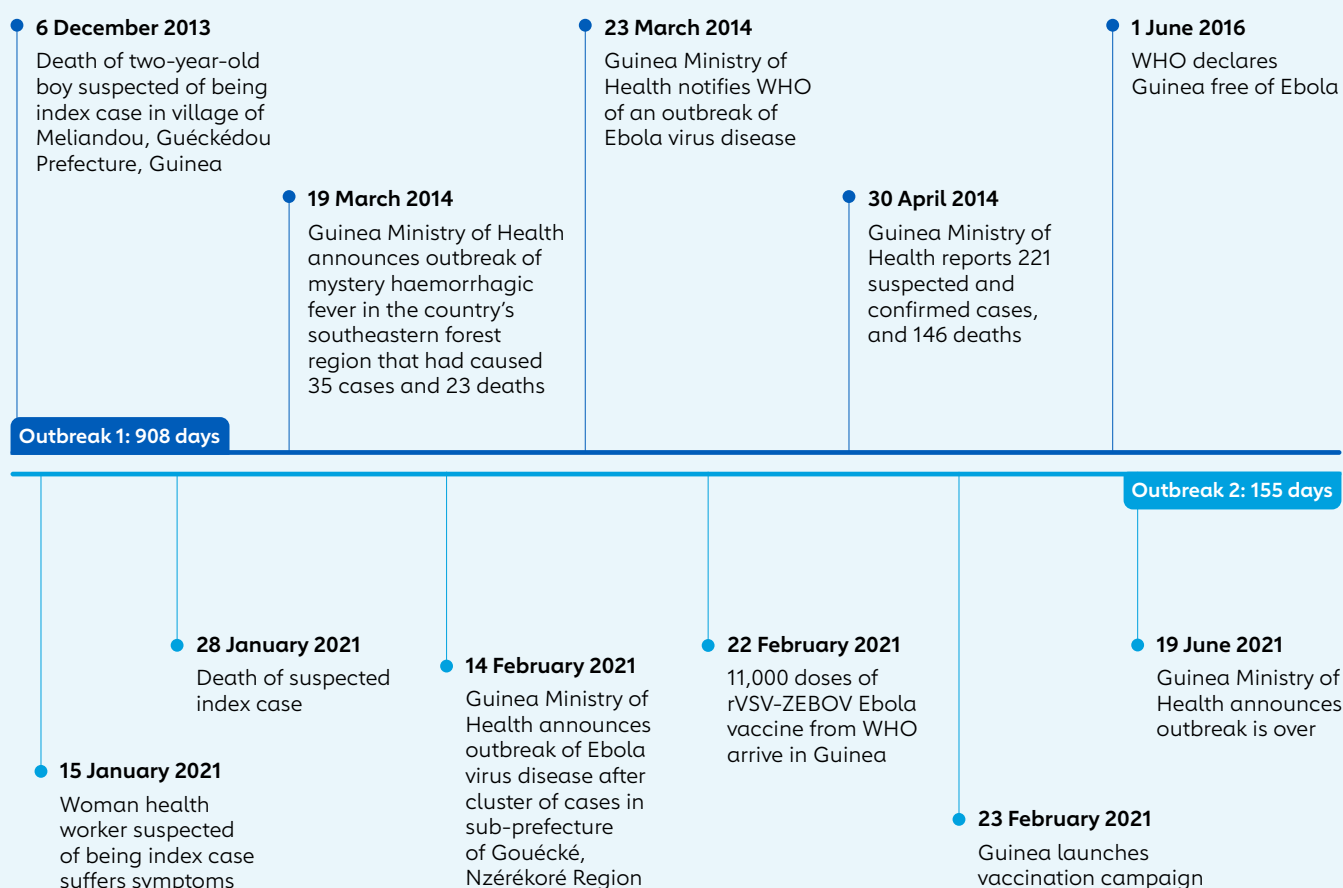 6 December 2013
Death of two-year-old
boy suspected of being
index case in village of
Meliandou, Guéckédou
Prefecture, Guinea
19 March 2014
Guinea Ministry of Health
announces outbreak of
mystery haemorrhagic
fever in the country's
southeastern forest
region that had caused
35 cases and 23 deaths
23 March 2014
Guinea Ministry of
Health notifies WHO
of an outbreak of
Ebola virus disease
30 April 2014
Guinea Ministry of
Health reports 221
suspected and
confirmed cases,
and 146 deaths
1 June 2016
WHO declares
Guinea free of Ebola
Outbreak 1: 908 days
Outbreak 2: 155 days
15 January 2021
Woman health
worker suspected
of being index case
suffers symptoms
28 January 2021
Death of suspected
index case
14 February 2021
Guinea Ministry of
Health announces
outbreak of Ebola
virus disease after
cluster of cases in
sub-prefecture
of Gouécké,
Nzérékoré Region
22 February 2021
11,000 doses of
rVSV-ZEBOV Ebola
vaccine from WHO
arrive in Guinea
23 February 2021
Guinea launches
vaccination campaign
19 June 2021
Guinea Ministry of
Health announces
outbreak is over